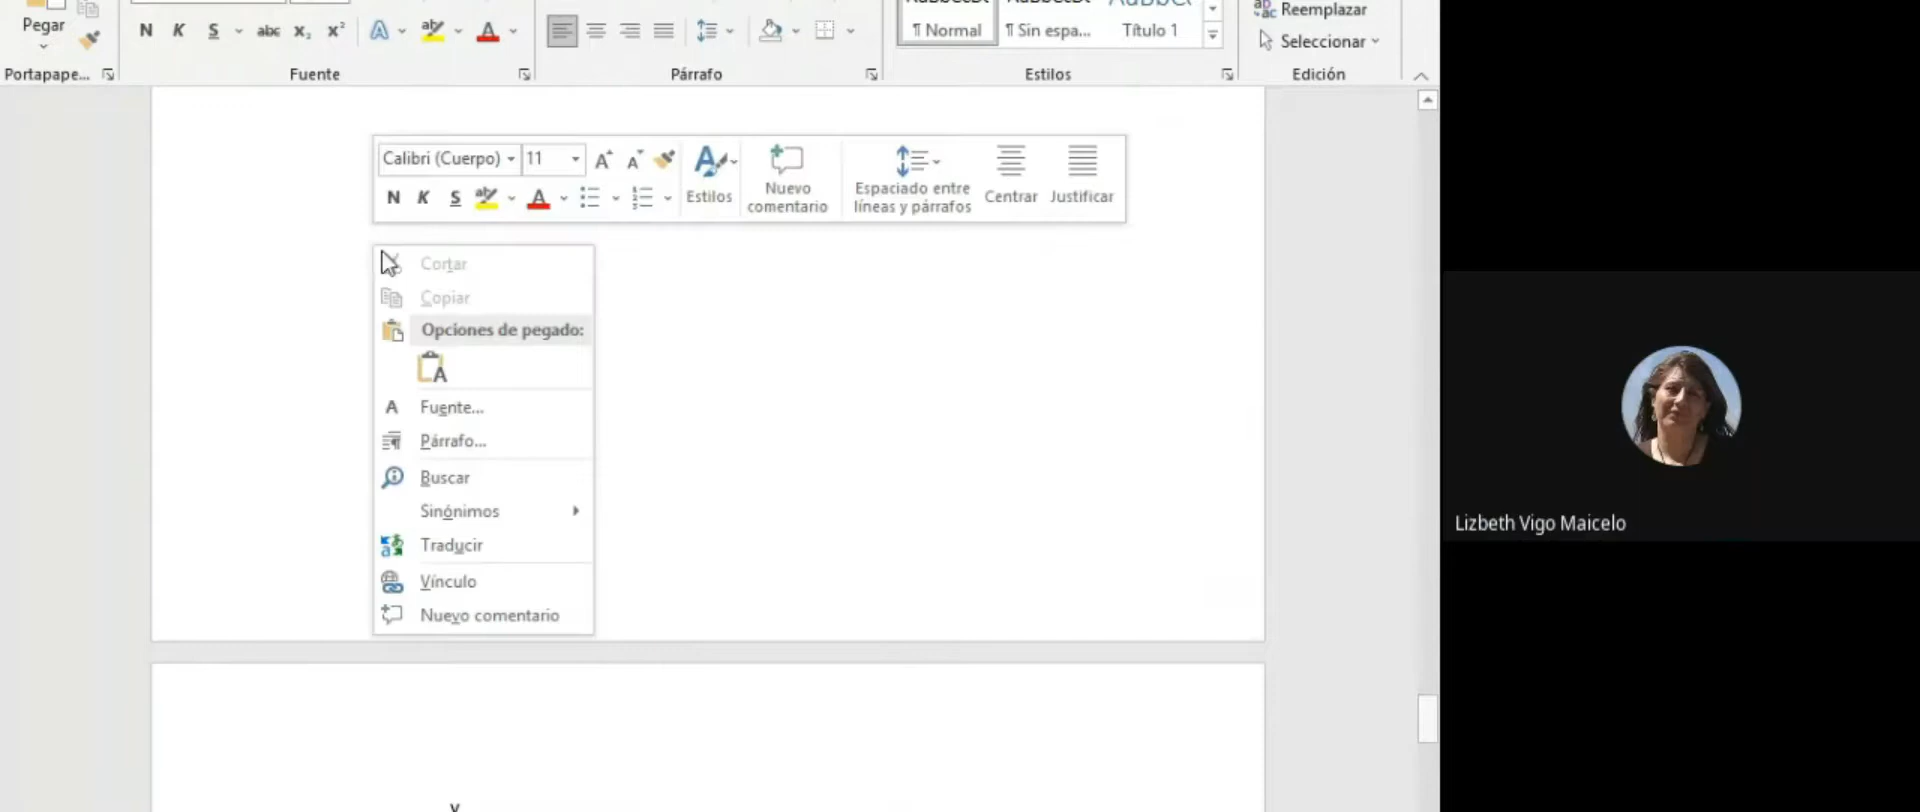 Pegar
Reemplazar
N K S abc x₂ x² A aby A
¶ Normal
¶ Sin espa...
Título 1
Seleccionar
Portapape...
Fuente
Párrafo
Estilos
Edición
Calibri (Cuerpo) 11 A A
N K S aby A
Estilos
Nuevo
comentario
Espaciado entre
líneas y párrafos
Centrar
Justificar
Cortar
Copiar
Opciones de pegado:
A
Fuente...
Párrafo...
Buscar
Sinónimos
Traducir
Vínculo
Nuevo comentario
Lizbeth Vigo Maicelo